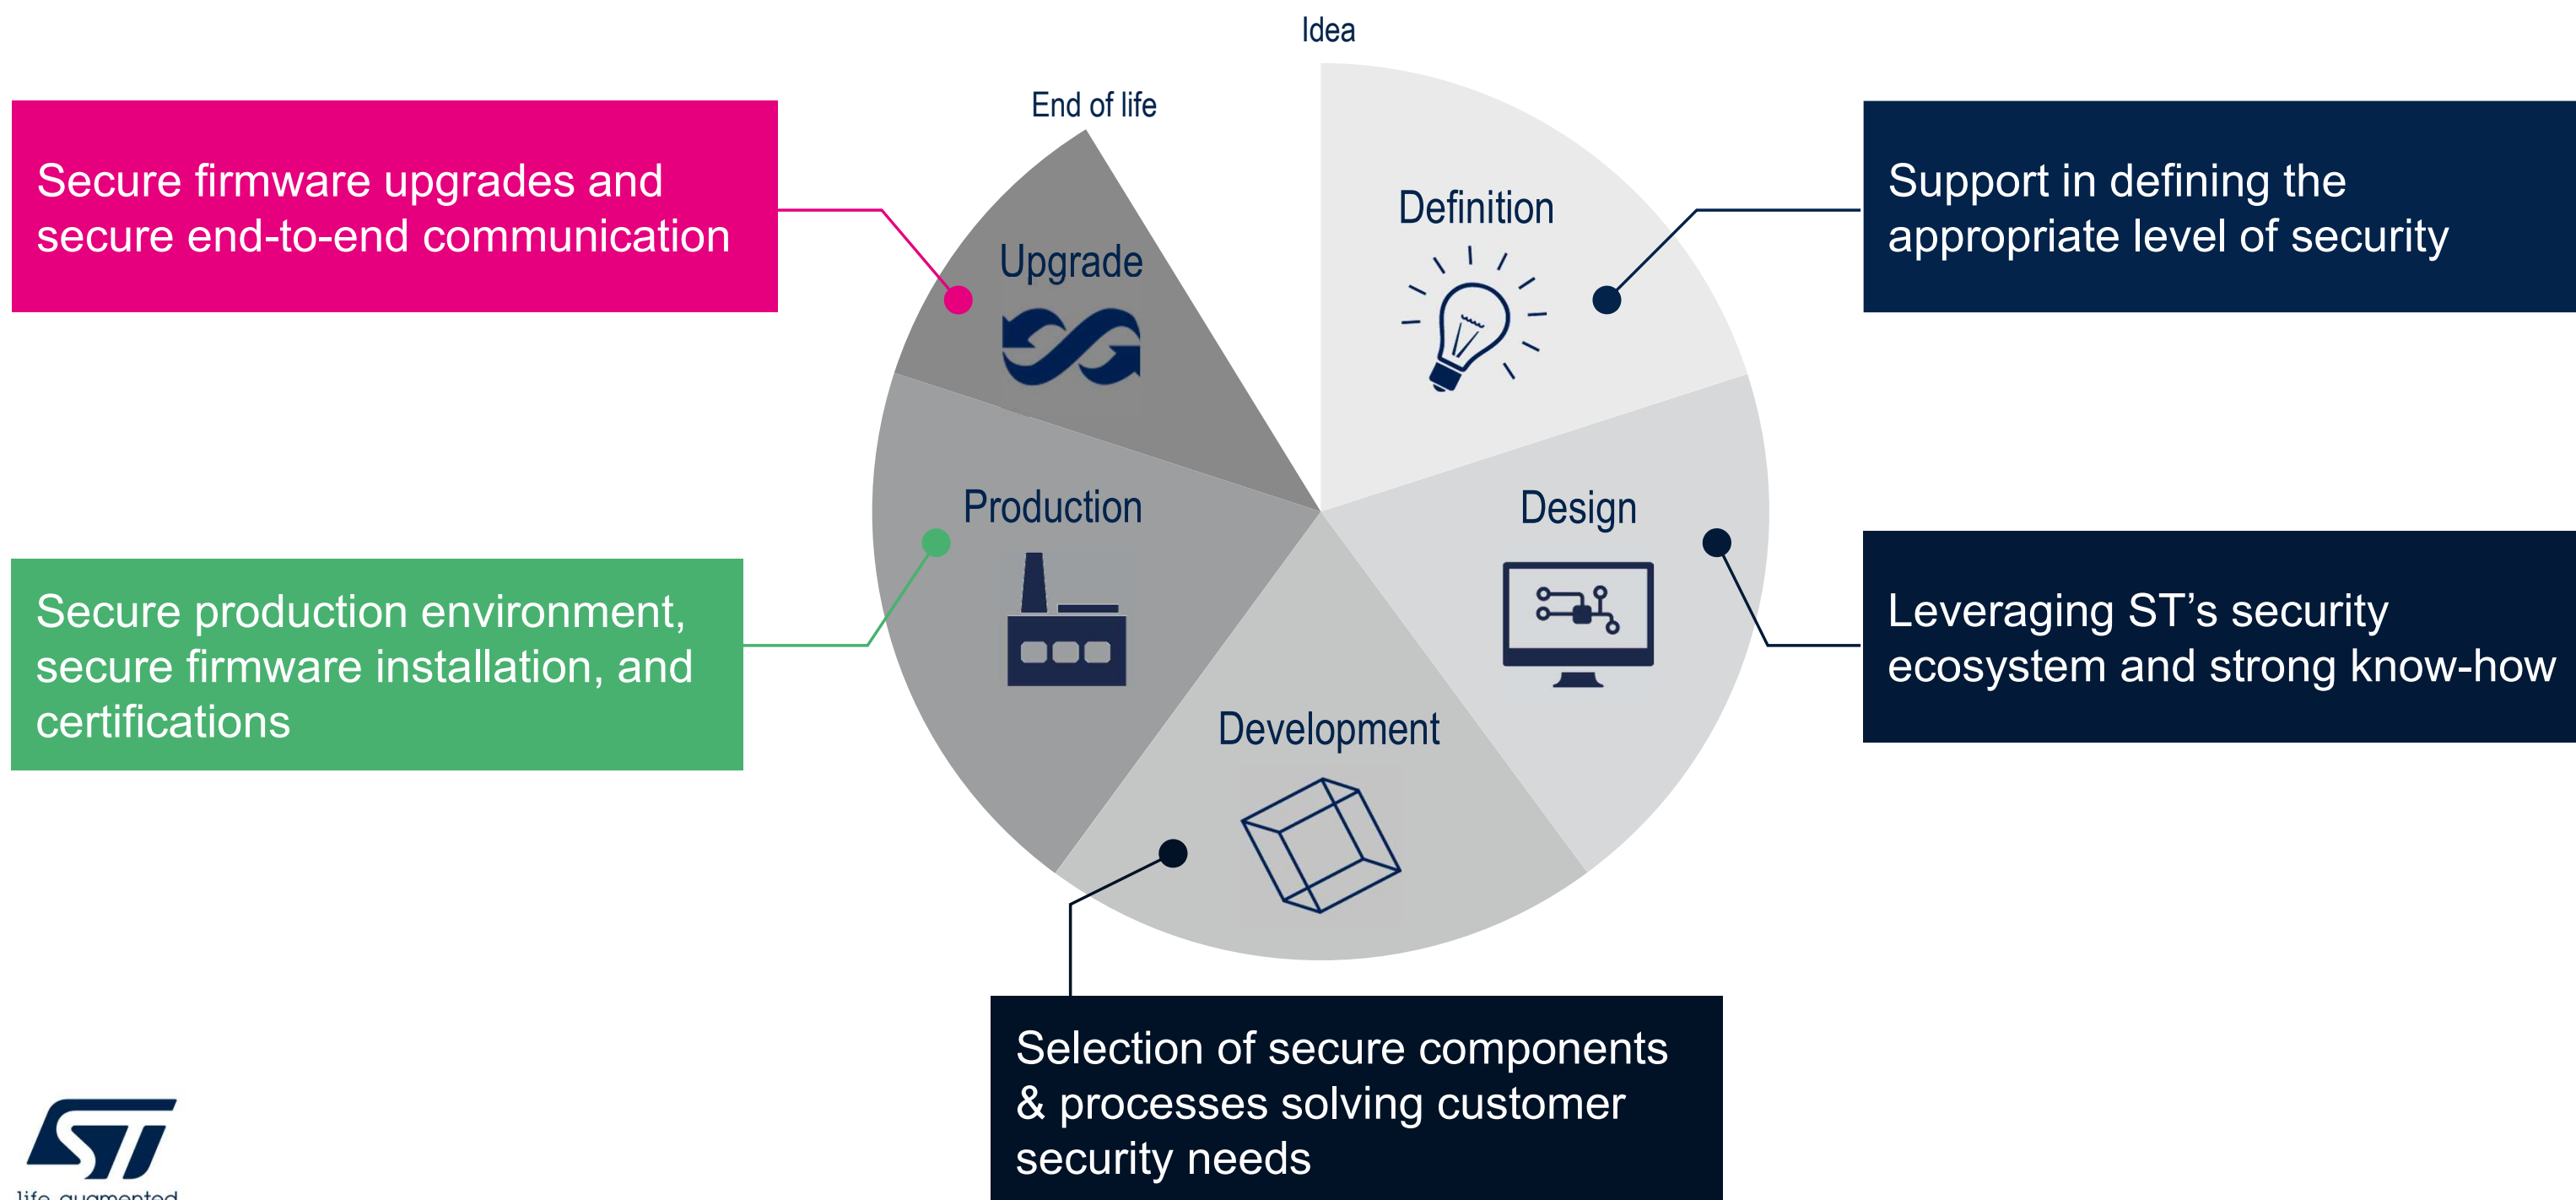 Idea
End of life
Secure firmware upgrades and
secure end-to-end communication
Support in defining the
appropriate level of security
Definition
Upgrade
Production
Design
Secure production environment,
secure firmware installation, and
certifications
Leveraging ST’s security
ecosystem and strong know-how
Development
Selection of secure components
& processes solving customer
security needs
ST
life.augmented